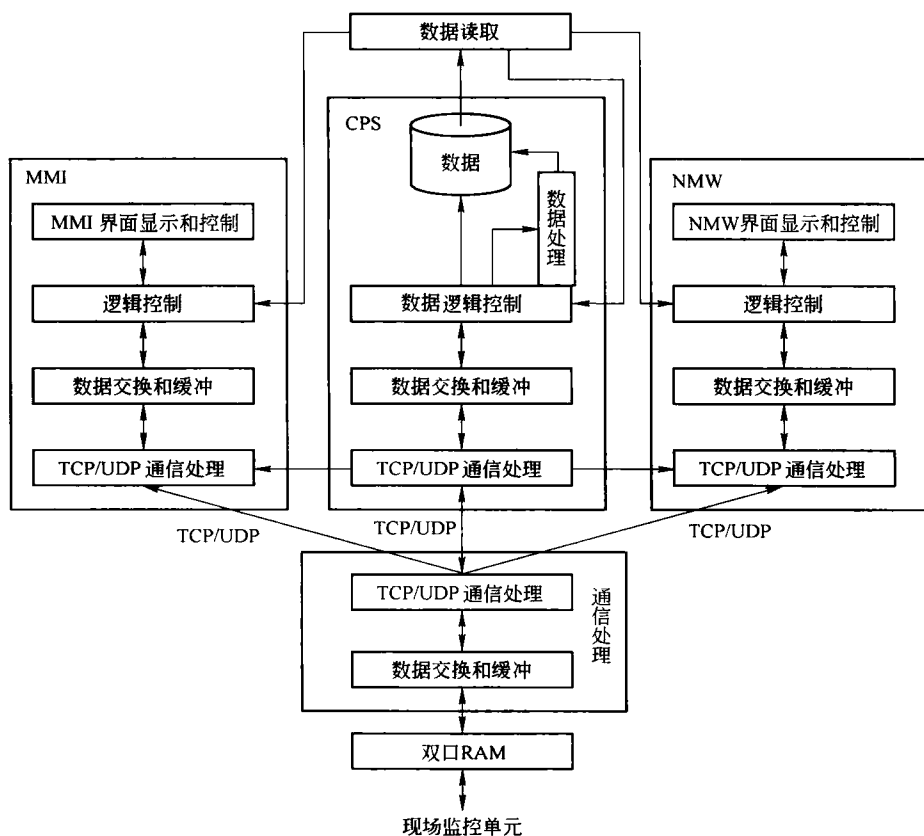 数据读取
CPS
数据
数据处理
MMI
NMW
MMI 界面显示和控制
NMW界面显示和控制
逻辑控制
数据逻辑控制
逻辑控制
数据交换和缓冲
数据交换和缓冲
数据交换和缓冲
TCP/UDP 通信处理
TCP/UDP 通信处理
TCP/UDP 通信处理
TCP/UDP
TCP/UDP
TCP/UDP
TCP/UDP 通信处理
通信处理
数据交换和缓冲
双口RAM
现场监控单元